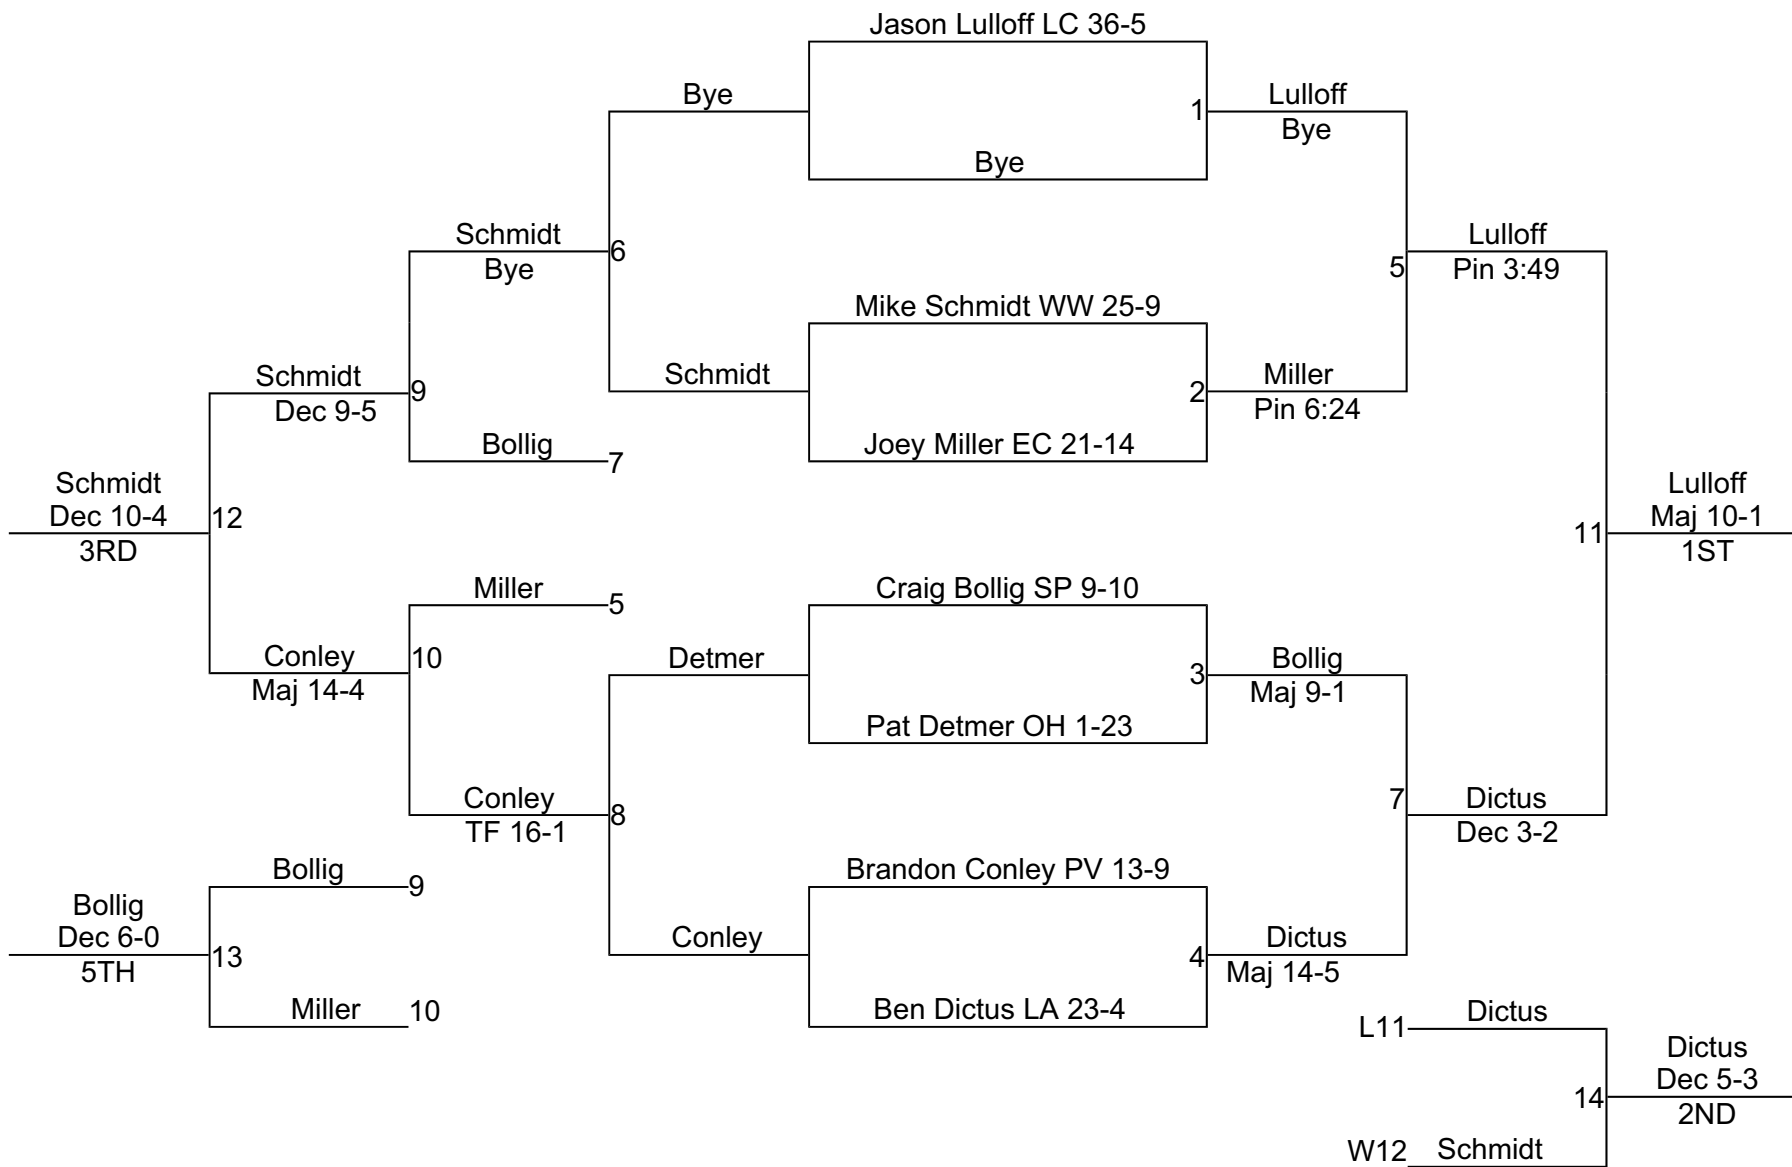 Jason Lulloff LC 36-5
Bye
1
Lulloff
Bye
Bye
Schmidt
Bye
6
Lulloff
Pin 3:49
5
Mike Schmidt WW 25-9
Schmidt
Dec 9-5
9
Schmidt
2
Miller
Pin 6:24
Bollig
7
Joey Miller EC 21-14
Schmidt
Dec 10-4
3RD
12
11
Lulloff
Maj 10-1
1ST
Miller
5
Craig Bollig SP 9-10
Conley
Maj 14-4
10
Detmer
3
Bollig
Maj 9-1
Pat Detmer OH 1-23
Conley
TF 16-1
8
7
Dictus
Dec 3-2
Bollig
9
Brandon Conley PV 13-9
Bollig
Dec 6-0
5TH
13
Conley
4
Dictus
Maj 14-5
Miller
10
Ben Dictus LA 23-4
L11
Dictus
14
Dictus
Dec 5-3
2ND
W12
Schmidt